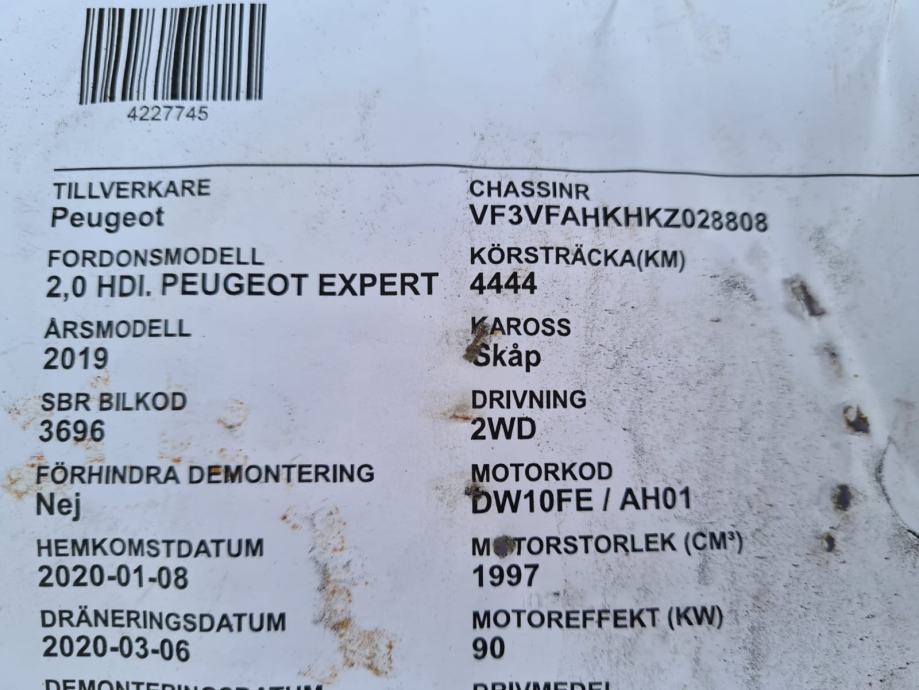 4227745
TILLVERKARE
Peugeot
FORDONSMODELL
2,0 HDI. PEUGEOT EXPERT
ÅRSMODELL
2019
SBR BILKOD
3696
FÖRHINDRA DEMONTERING
Nej
HEMKOMSTDATUM
2020-01-08
DRÄNERINGSDATUM
2020-03-06
DEMONTERINGSDATUM
CHASSINR
VF3VFAHKHKZ028808
KÖRSTRÄCKA(KM)
4444
KAROSS
Skåp
DRIVNING
2WD
MOTORKOD
DW10FE / AH01
MOTORSTORLEK (CM³)
1997
MOTOREFFEKT (KW)
90
DRIVMEDEL